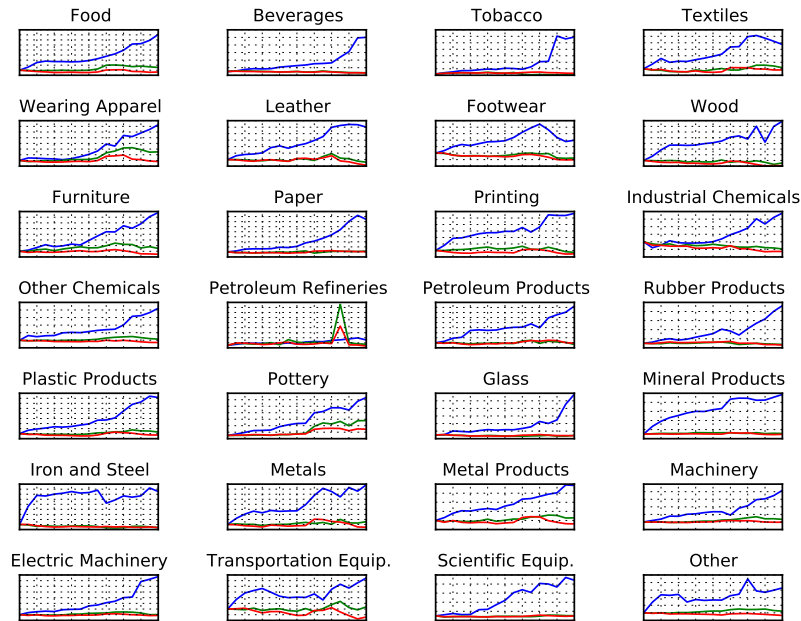 Food Beverages Tobacco Textiles
Wearing Apparel Leather Footwear Wood
Furniture Paper Printing Industrial Chemicals
Other Chemicals Petroleum Refineries Petroleum Products Rubber Products
Plastic Products Pottery Glass Mineral Products
Iron and Steel Metals Metal Products Machinery
Electric Machinery Transportation Equip. Scientific Equip. Other